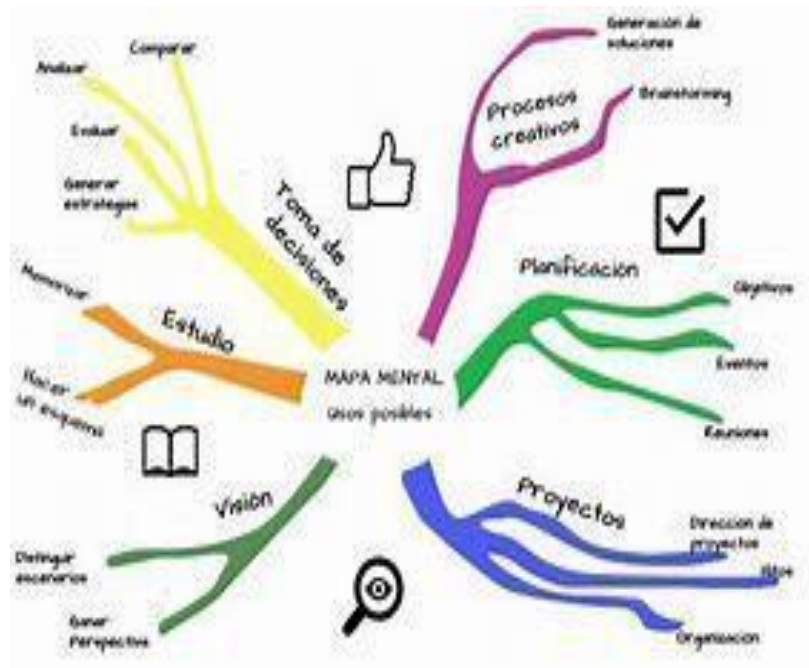 MAPA MENTAL
usos posibles
Procesos
creativos
Generación de
soluciones
Brainstorming
Planificación
Objetivos
Eventos
Reuniones
Proyectos
Dirección de
proyectos
Hitos
Organización
Visión
Distinguir
escenarios
Ganar
Perspectiva
Estudio
Memorizar
Hacer
un esquema
Toma de
decisiones
Comparar
Analizar
Evaluar
Generar
estrategias